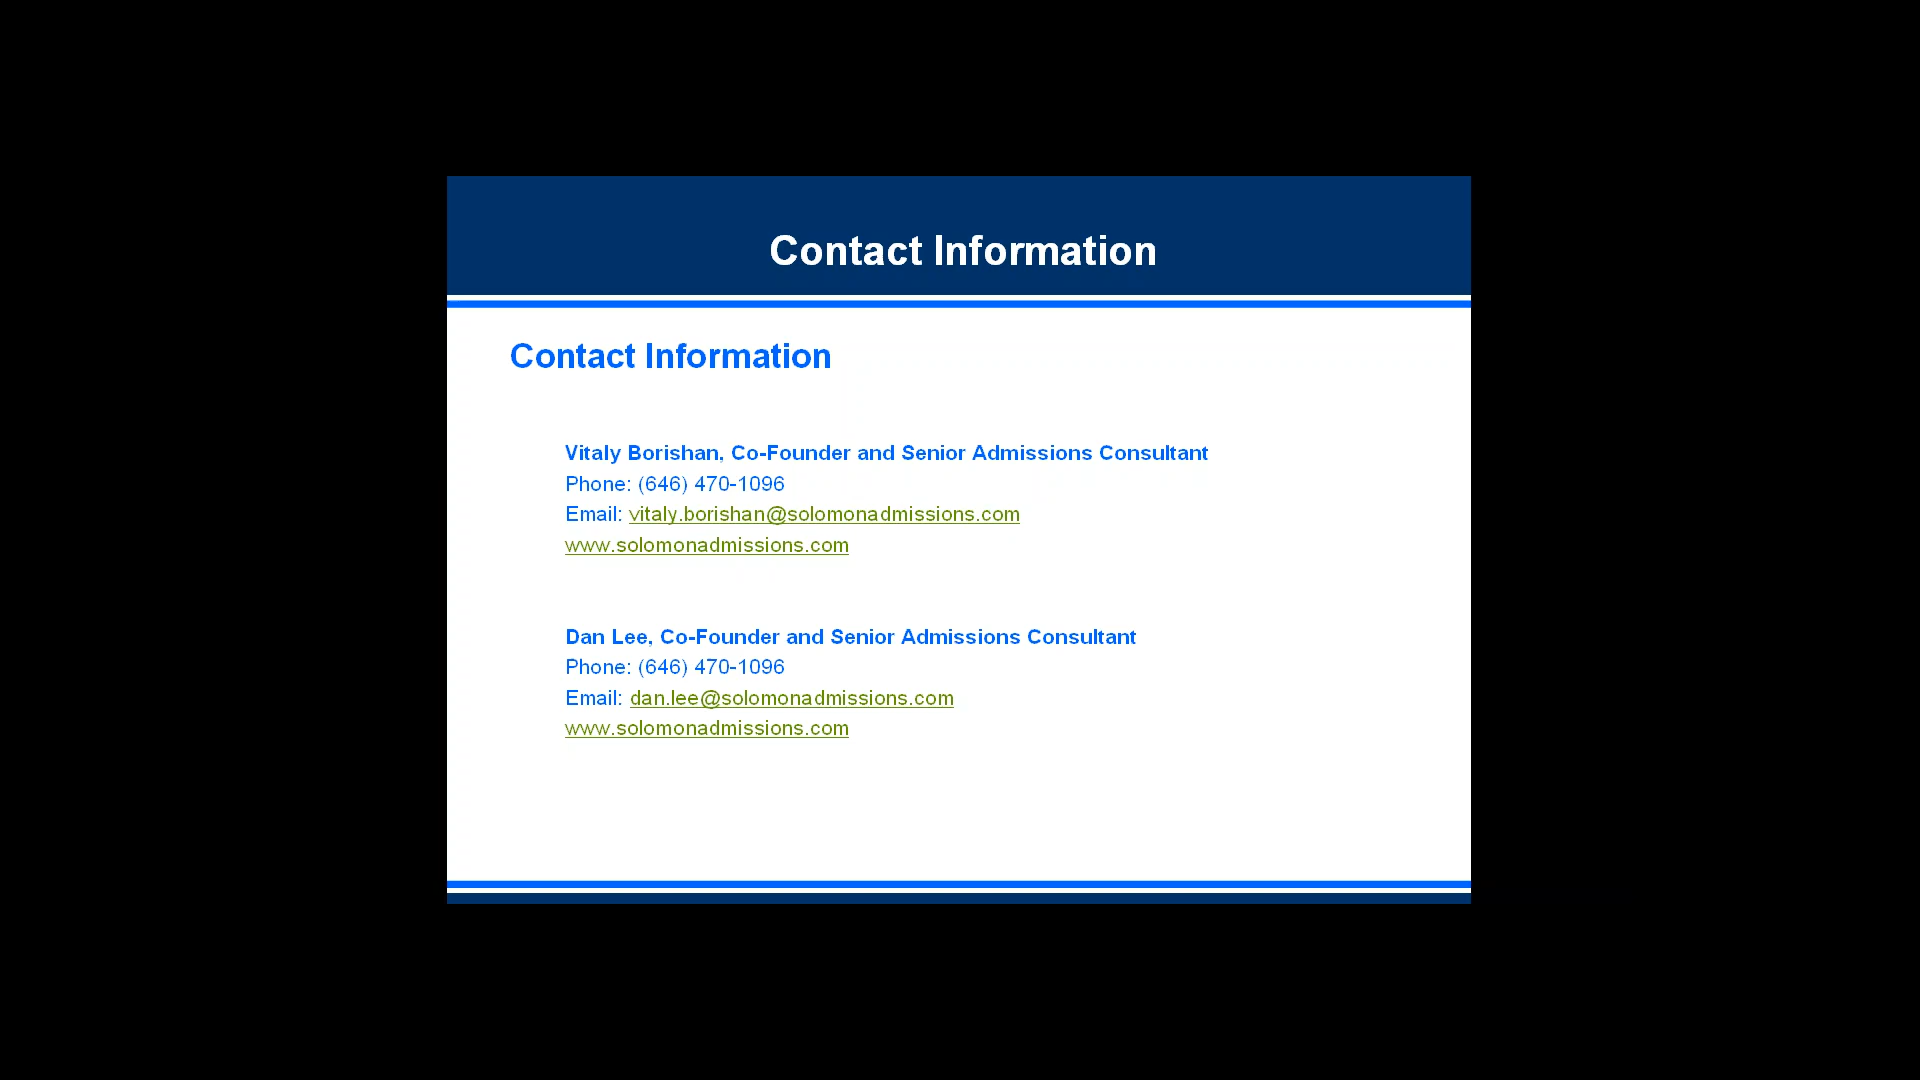 Contact Information
Contact Information
Vitaly Borishan, Co-Founder and Senior Admissions Consultant
Phone: (646) 470-1096
Email: vitaly.borishan@solomonadmissions.com
www.solomonadmissions.com
Dan Lee, Co-Founder and Senior Admissions Consultant
Phone: (646) 470-1096
Email: dan.lee@solomonadmissions.com
www.solomonadmissions.com